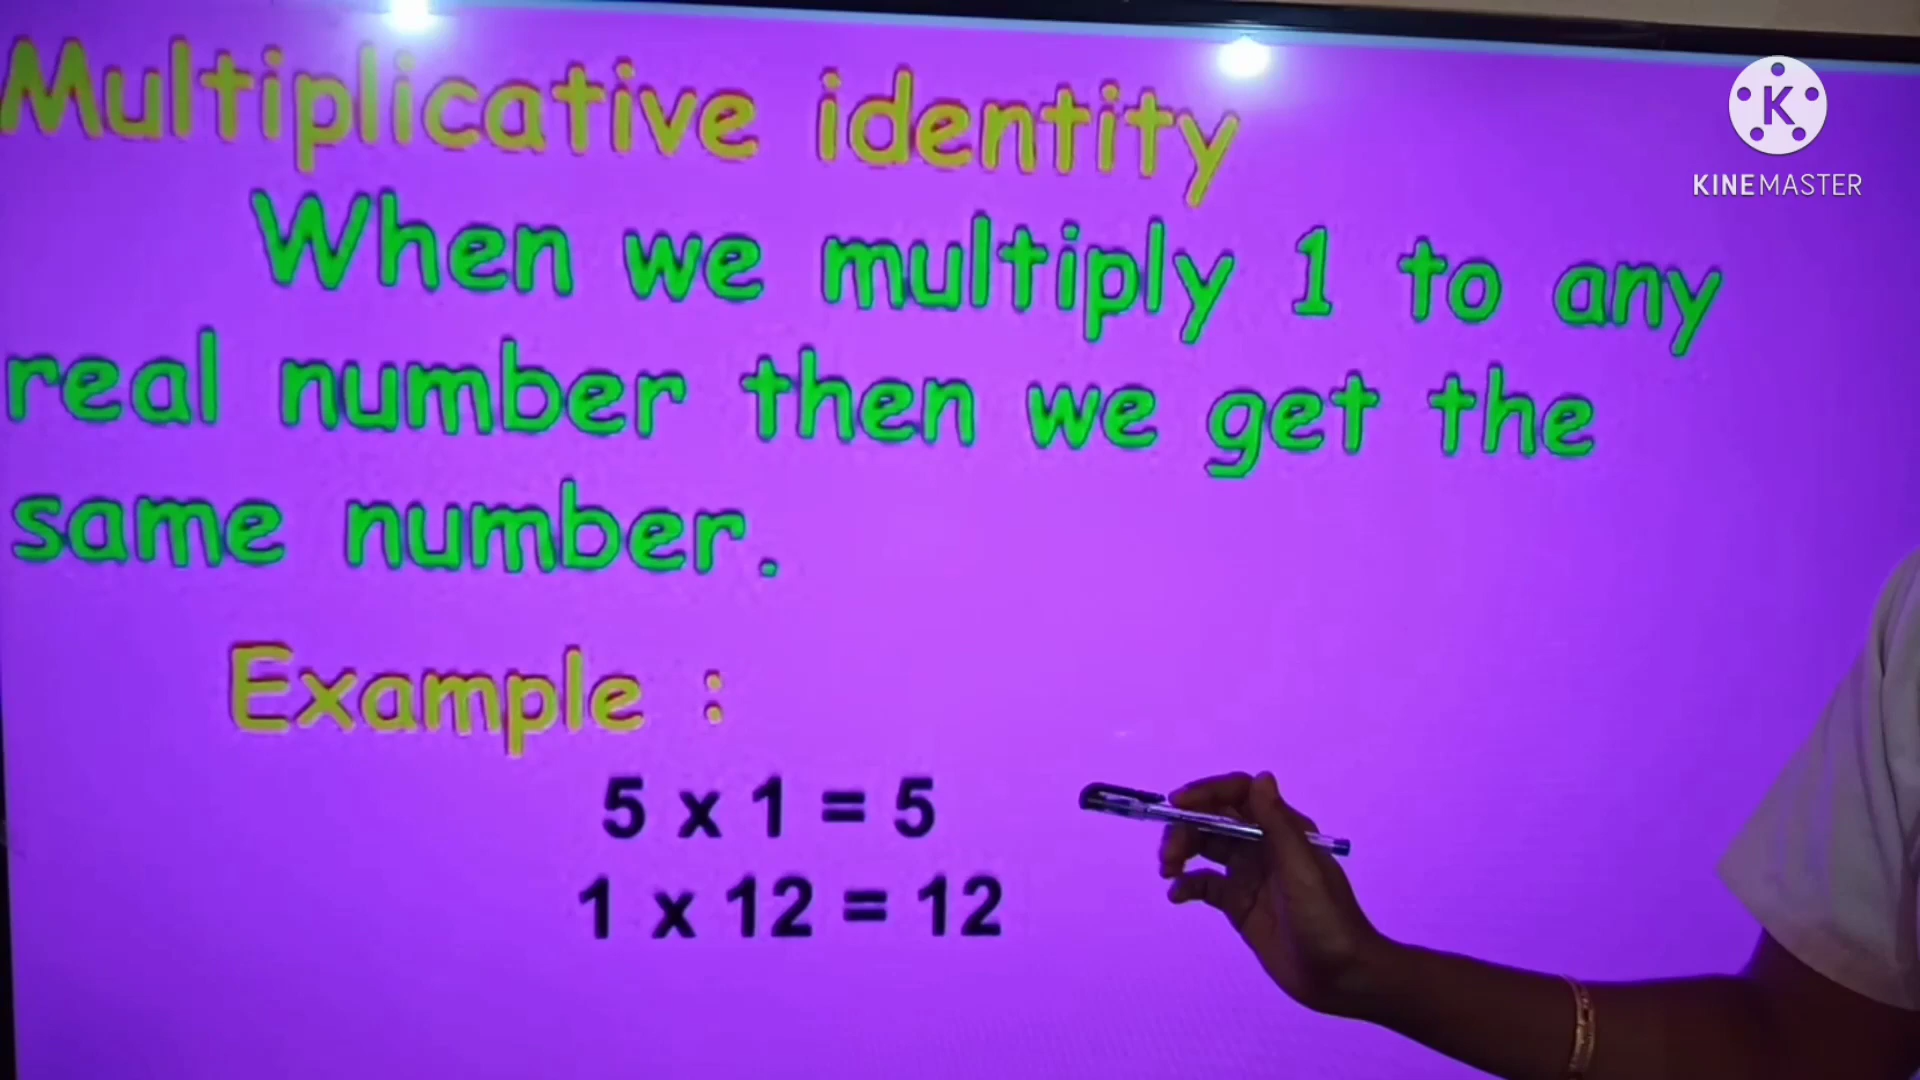 Multiplicative identity
K
KINEMASTER
When we multiply 1 to any
real number then we get the
same number.
Example :
5 x 1 = 5
1 x 12 = 12